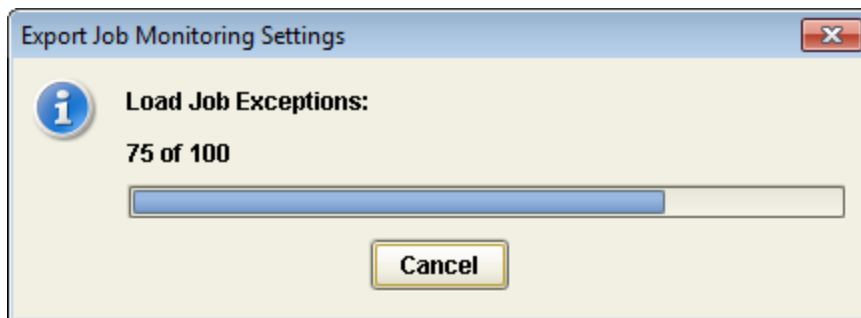 Export Job Monitoring Settings
Load Job Exceptions:
75 of 100
Cancel